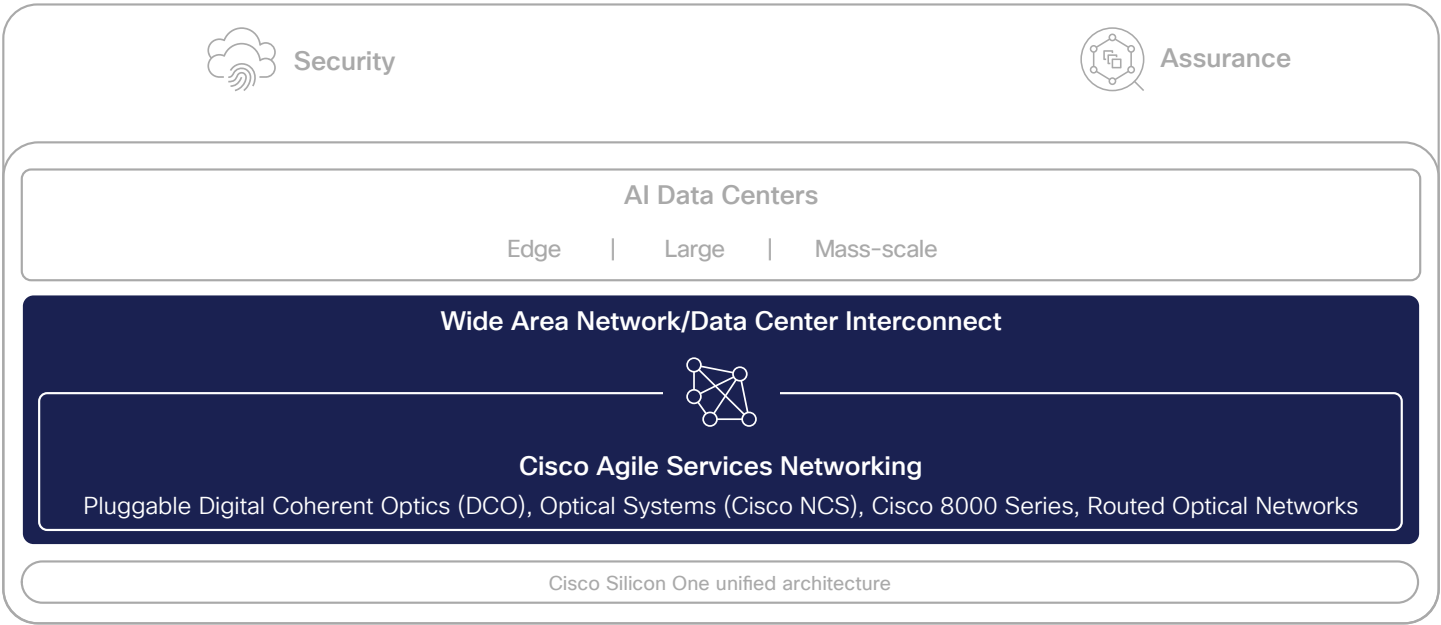 Security
Assurance
AI Data Centers
Edge | Large | Mass-scale
Wide Area Network/Data Center Interconnect
Cisco Agile Services Networking
Pluggable Digital Coherent Optics (DCO), Optical Systems (Cisco NCS), Cisco 8000 Series, Routed Optical Networks
Cisco Silicon One unified architecture